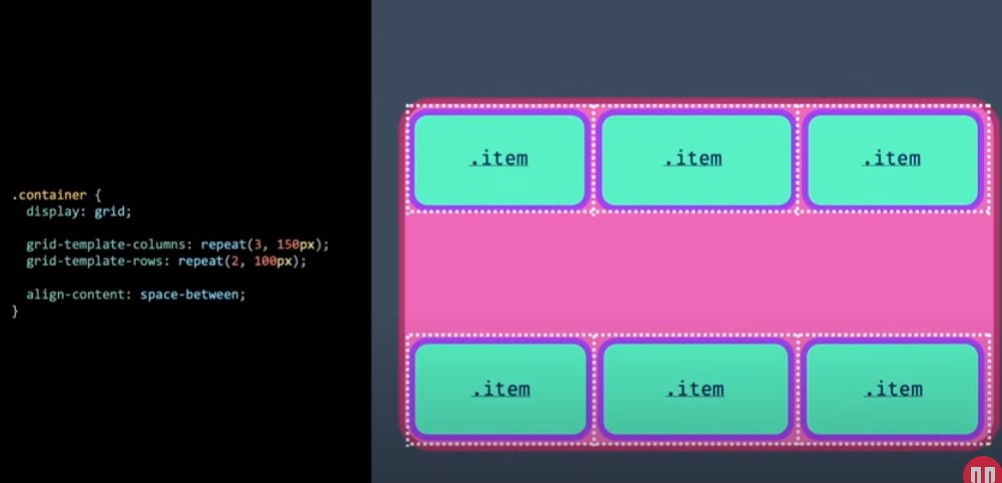 .container {
display: grid;
grid-template-columns: repeat(3, 150px);
grid-template-rows: repeat(2, 100px);
align-content: space-between;
}
.item .item .item
.item .item .item